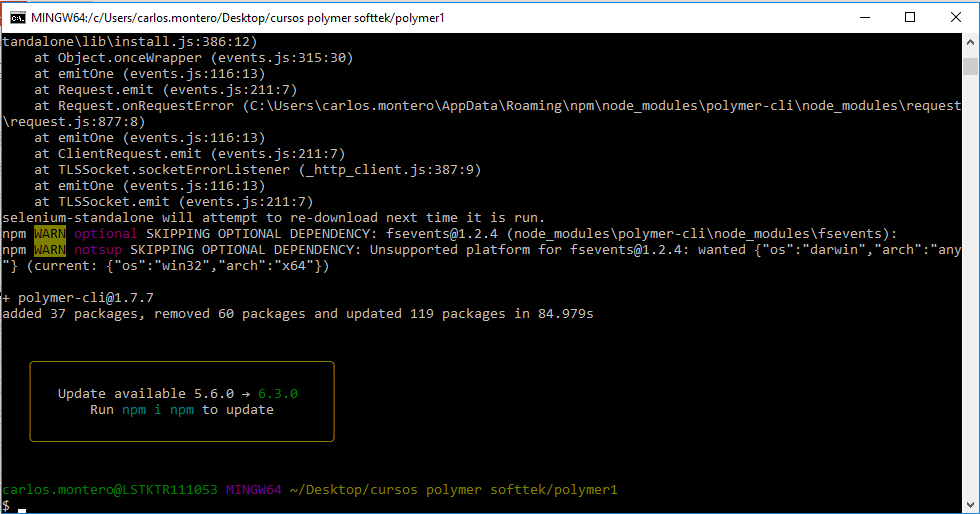 MINGW64:/c/Users/carlos.montero/Desktop/cursos polymer softtek/polymer1
tandalone\lib\install.js:386:12)
    at Object.onceWrapper (events.js:315:30)
    at emitOne (events.js:116:13)
    at Request.emit (events.js:211:7)
    at Request.onRequestError (C:\Users\carlos.montero\AppData\Roaming\npm\node_modules\polymer-cli\node_modules\request
\request.js:877:8)
    at emitOne (events.js:116:13)
    at ClientRequest.emit (events.js:211:7)
    at TLSSocket.socketErrorListener (_http_client.js:387:9)
    at emitOne (events.js:116:13)
    at TLSSocket.emit (events.js:211:7)
selenium-standalone will attempt to re-download next time it is run.
npm WARN optional SKIPPING OPTIONAL DEPENDENCY: fsevents@1.2.4 (node_modules\polymer-cli\node_modules\fsevents):
npm WARN notsup SKIPPING OPTIONAL DEPENDENCY: Unsupported platform for fsevents@1.2.4: wanted {"os":"darwin","arch":"any
"} (current: {"os":"win32","arch":"x64"})
+ polymer-cli@1.7.7
added 37 packages, removed 60 packages and updated 119 packages in 84.979s
Update available 5.6.0 → 6.3.0
Run npm i npm to update
carlos.montero@LSTKTR111053 MINGW64 ~/Desktop/cursos polymer softtek/polymer1
$